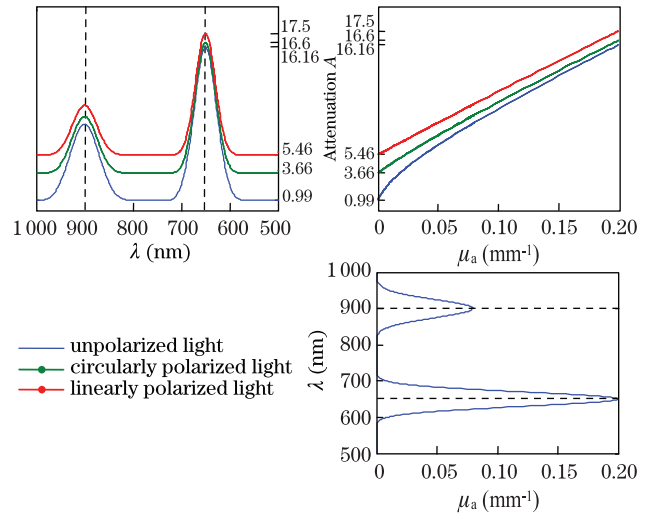 17.5
16.6
16.16
5.46
3.66
0.99
1 000 900 800 700 600 500
λ (nm)
Attenuation A
17.5
16.6
16.16
5.46
3.66
0.99
0 0.05 0.10 0.15 0.20
μa (mm-1)
unpolarized light
circularly polarized light
linearly polarized light
λ (nm)
1 000
900
800
700
600
500
0 0.05 0.10 0.15 0.20
μa (mm-1)